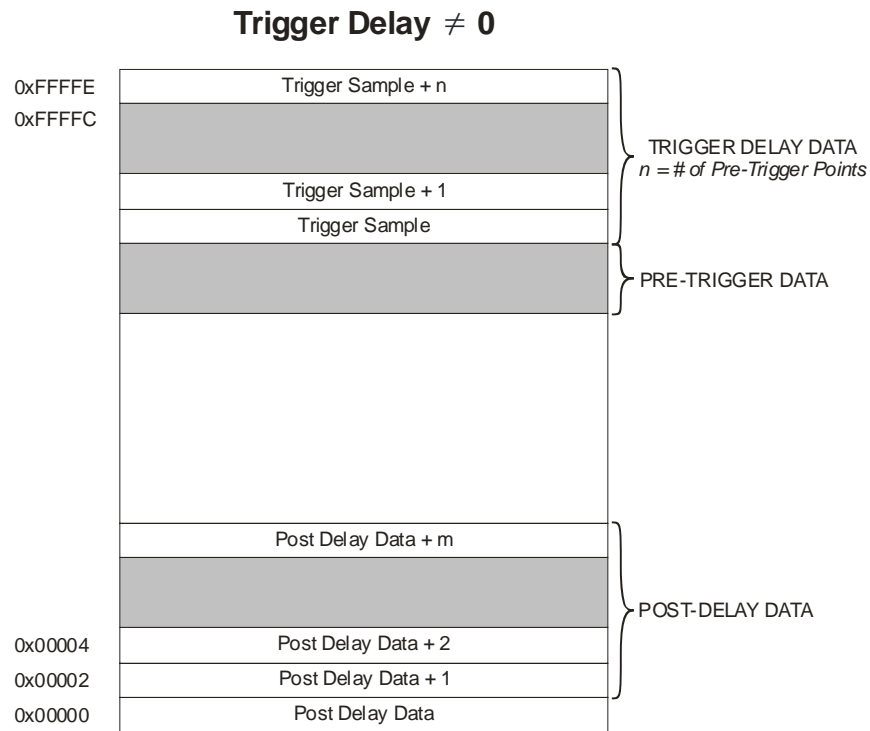 Trigger Delay ≠ 0
0xFFFFE
Trigger Sample + n
0xFFFFC
TRIGGER DELAY DATA
n = # of Pre-Trigger Points
Trigger Sample + 1
Trigger Sample
PRE-TRIGGER DATA
Post Delay Data + m
POST-DELAY DATA
0x00004
Post Delay Data + 2
0x00002
Post Delay Data + 1
0x00000
Post Delay Data